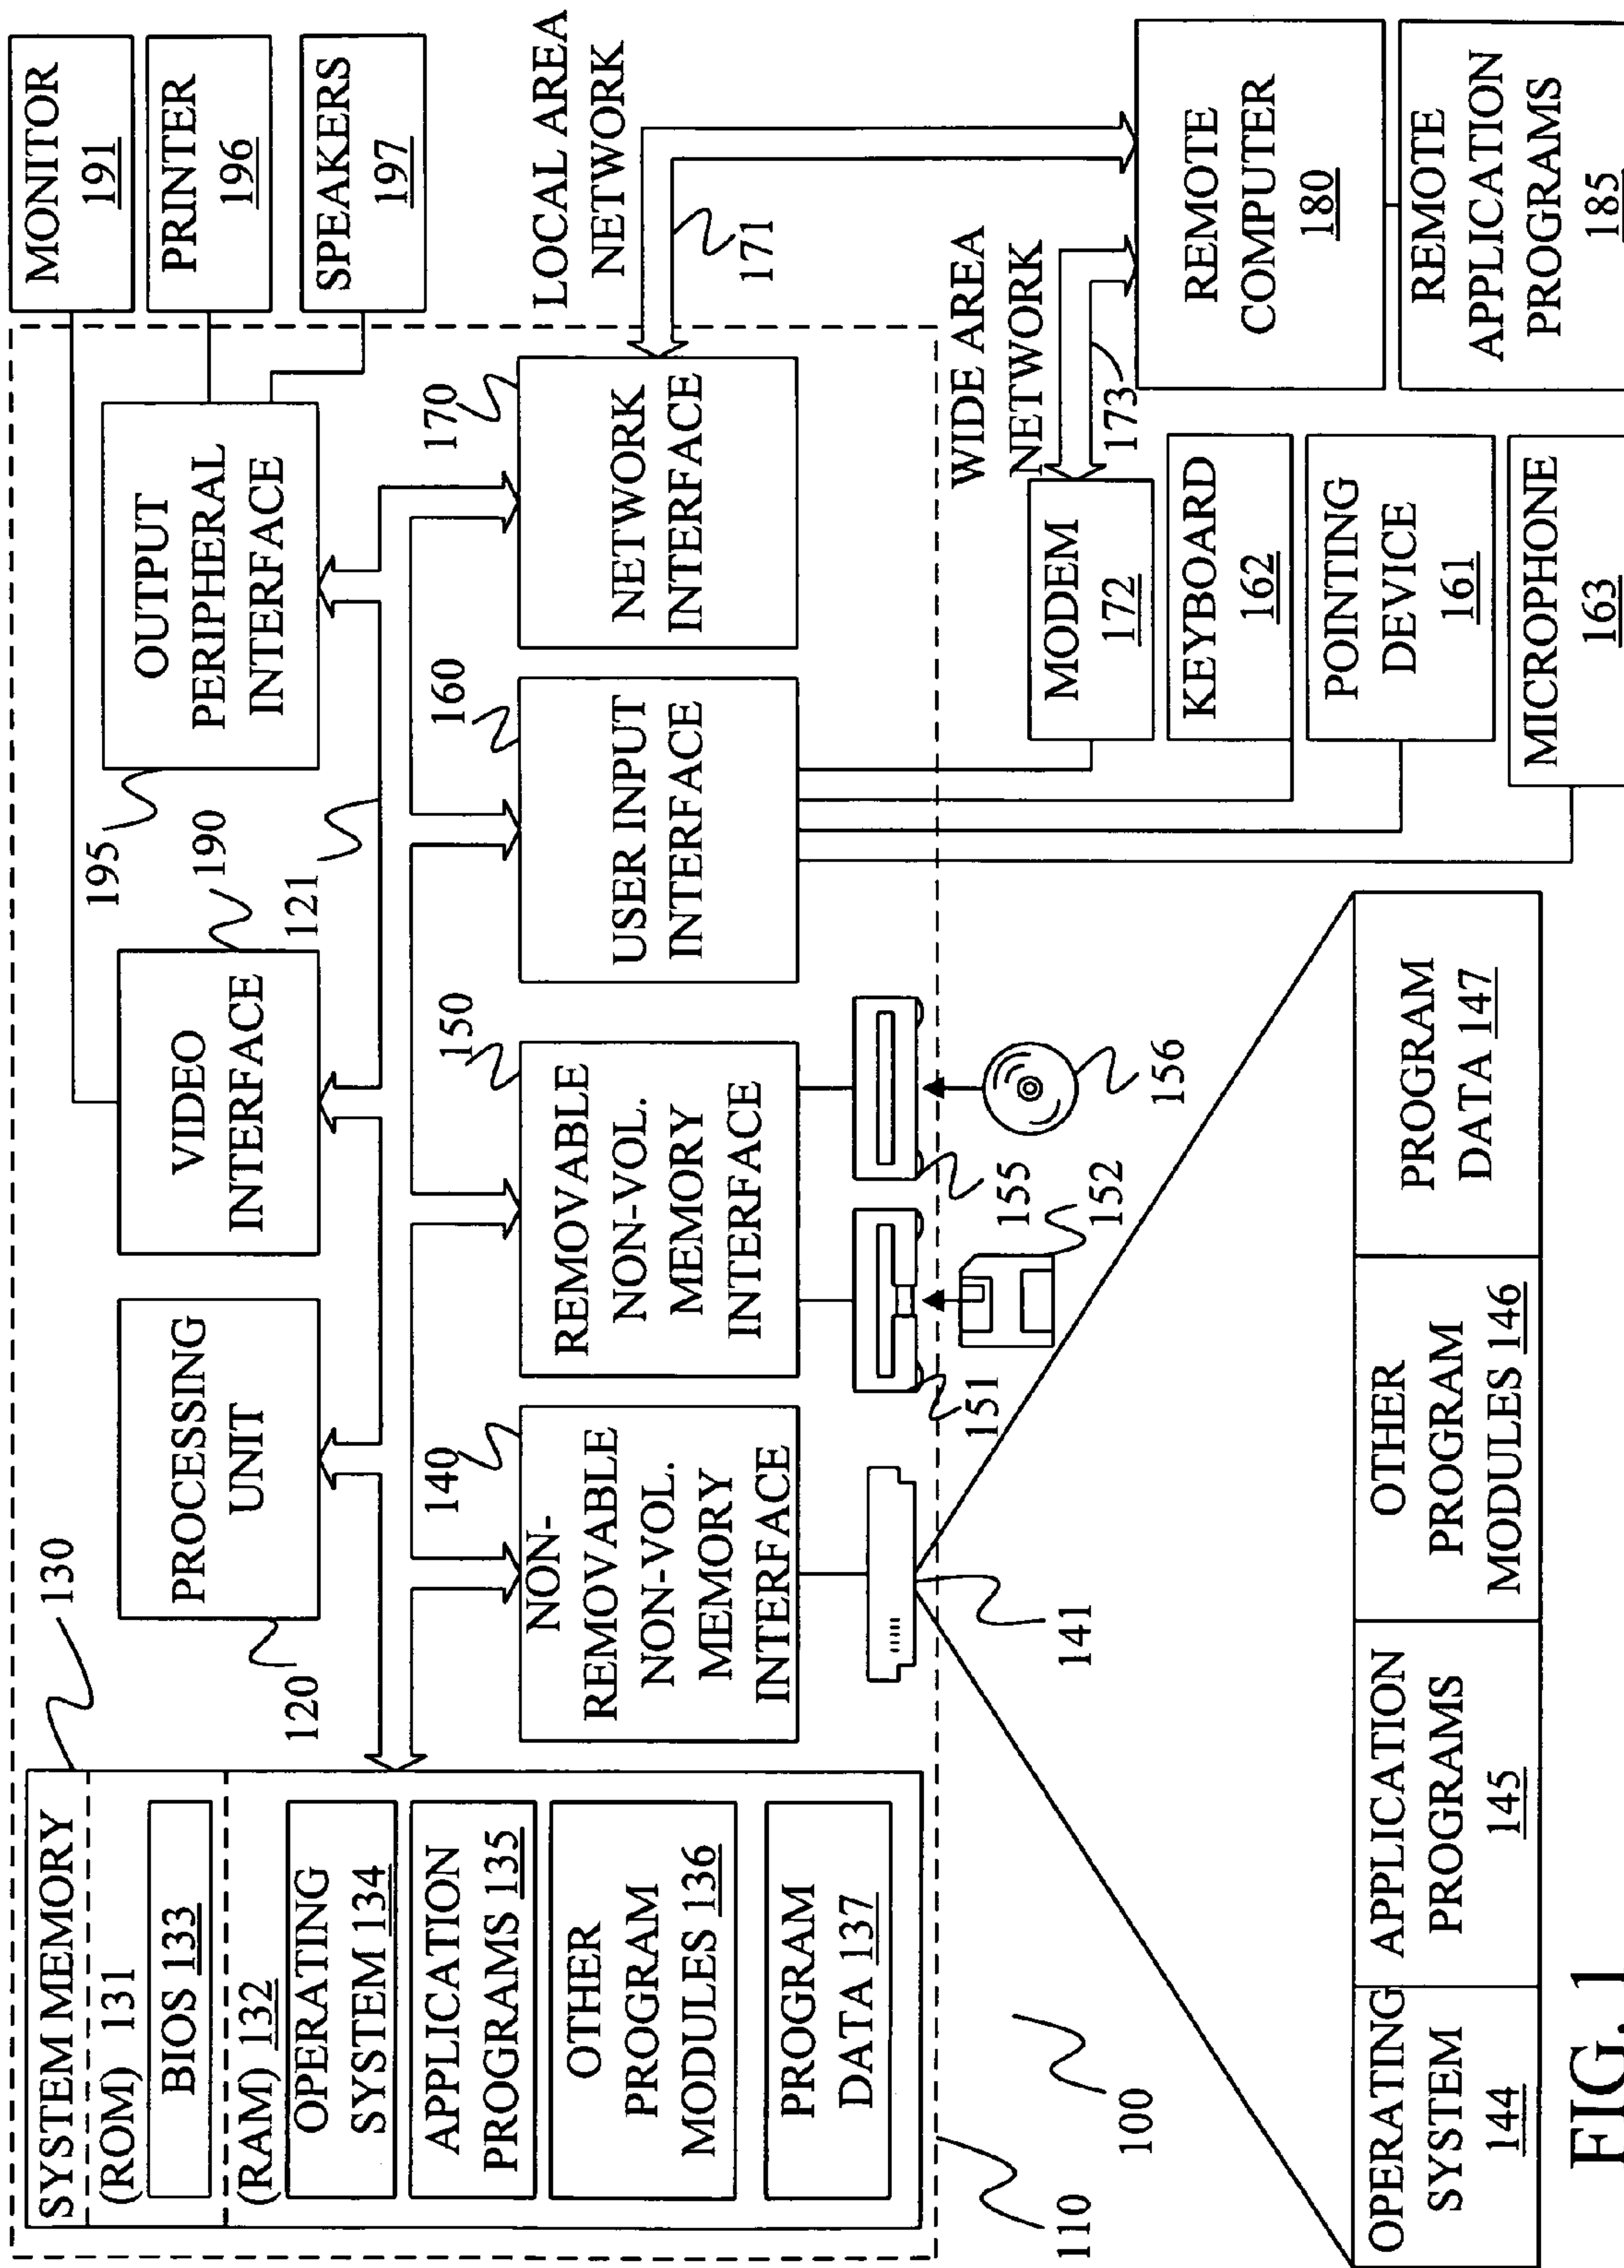 SYSTEM MEMORY
(ROM) 131
BIOS 133
(RAM) 132
OPERATING
SYSTEM 134
APPLICATION
PROGRAMS 135
OTHER
PROGRAM
MODULES 136
PROGRAM
DATA 137
130
PROCESSING
UNIT
120
VIDEO
INTERFACE
190
121
OUTPUT
PERIPHERAL
INTERFACE
195
MONITOR
191
PRINTER
196
SPEAKERS
197
NON-
REMOVABLE
NON-VOL.
MEMORY
INTERFACE
140
REMOVABLE
NON-VOL.
MEMORY
INTERFACE
150
USER INPUT
INTERFACE
160
NETWORK
INTERFACE
170
LOCAL AREA
NETWORK
171
WIDE AREA
NETWORK
173
141
151
152
155
156
MODEM
172
KEYBOARD
162
POINTING
DEVICE
161
MICROPHONE
163
REMOTE
COMPUTER
180
REMOTE
APPLICATION
PROGRAMS
185
110
100
OPERATING
SYSTEM
144
APPLICATION
PROGRAMS
145
OTHER
PROGRAM
MODULES 146
PROGRAM
DATA 147
FIG. 1